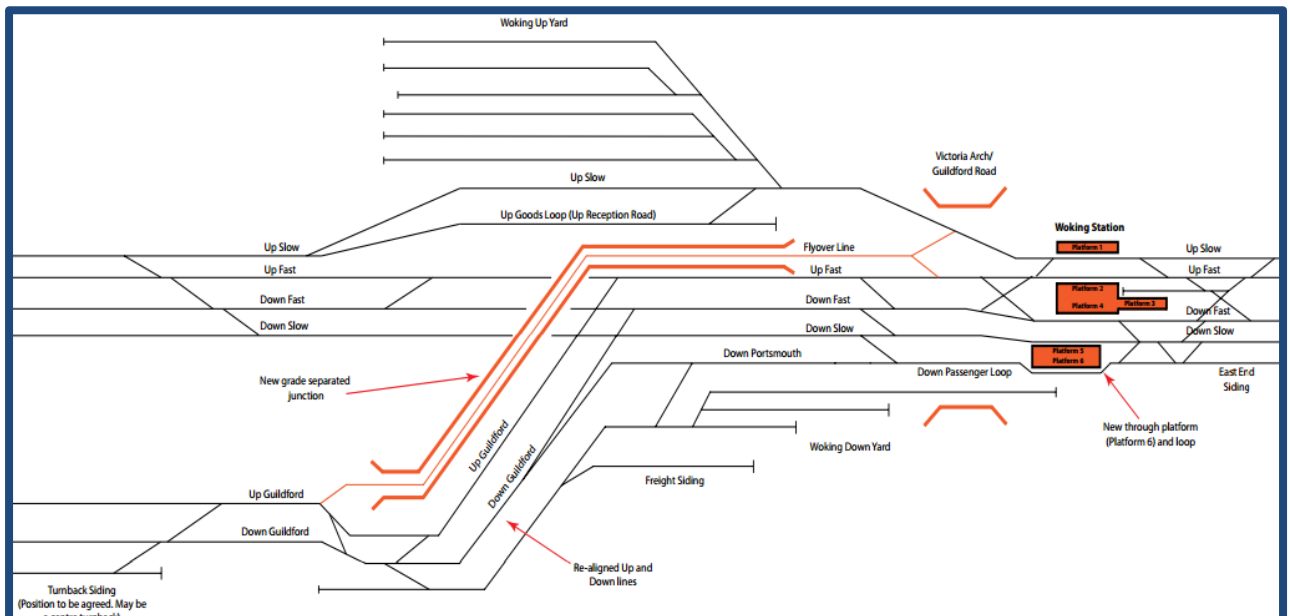 Woking Up Yard
Victoria Arch/
Guildford Road
Up Slow
Up Goods Loop (Up Reception Road)
Woking Station
Platform 1
Up Slow
Flyover Line
Up Slow
Up Fast
Up Fast
Up Fast
Platform 2
Platform 3
Platform 4
Down Fast
Down Fast
Down Fast
Down Slow
Down Slow
Down Slow
Platform 5
Platform 6
Down Portsmouth
Down Passenger Loop
East End
Siding
New grade separated
junction
New through platform
(Platform 6) and loop
Up Guildford
Down Guildford
Woking Down Yard
Freight Siding
Up Guildford
Down Guildford
Re-aligned Up and
Down lines
Turnback Siding
(Position to be agreed. May be